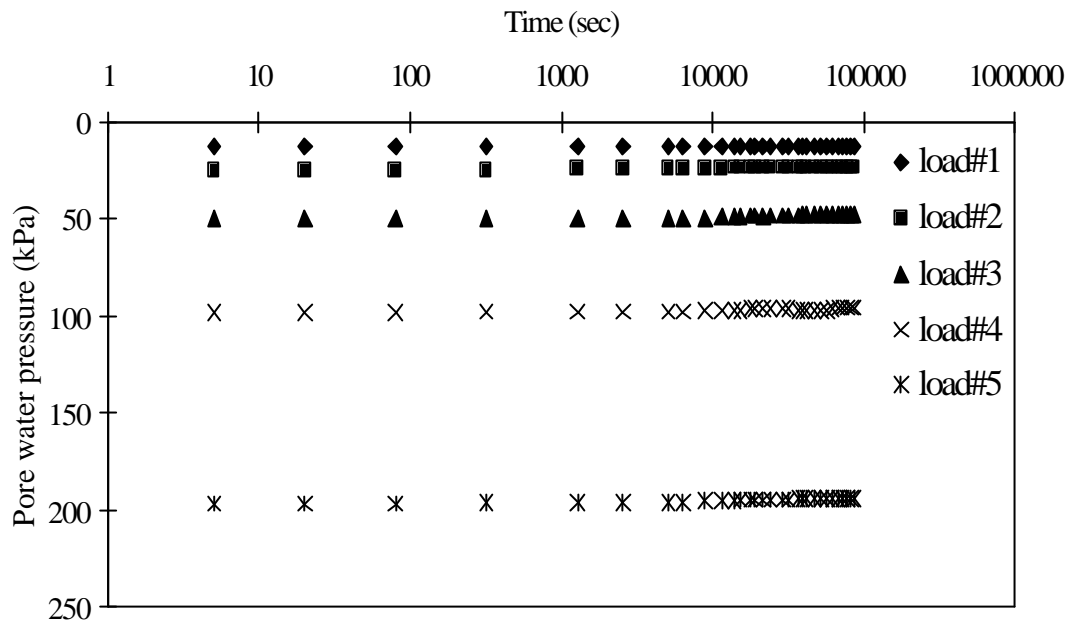 Time (sec)
1 10 100 1000 10000 100000 1000000
Pore water pressure (kPa)
0
50
100
150
200
250
load#1
load#2
load#3
load#4
load#5